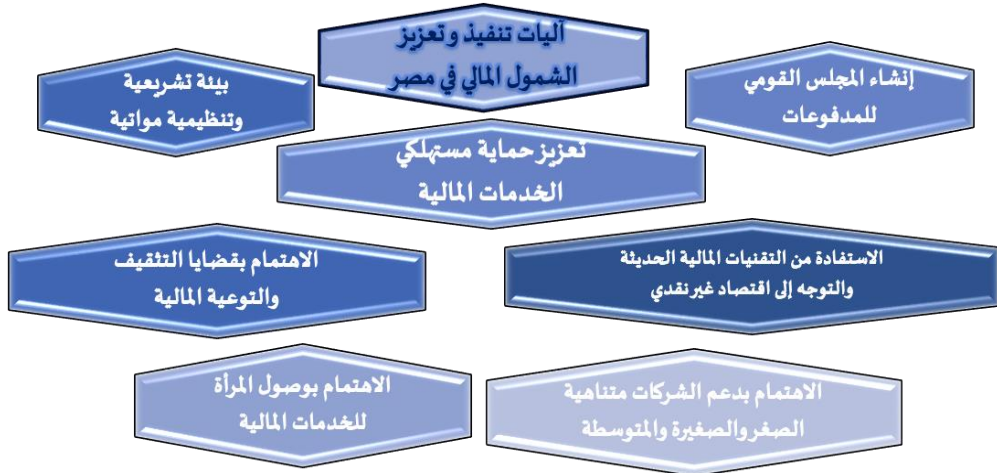 آليات تنفيذ وتعزيز
الشمول المالي في مصر
إنشاء المجلس القومي
للمدفوعات
بيئة تشريعية
وتنظيمية مواتية
تعزيز حماية مستهلكي
الخدمات المالية
الاستفادة من التقنيات المالية الحديثة
والتوجه إلى اقتصاد غير نقدي
الاهتمام بقضايا التثقيف
والتوعية المالية
الاهتمام بدعم الشركات متناهية
الصغر والصغيرة والمتوسطة
الاهتمام بوصول المرأة
للخدمات المالية